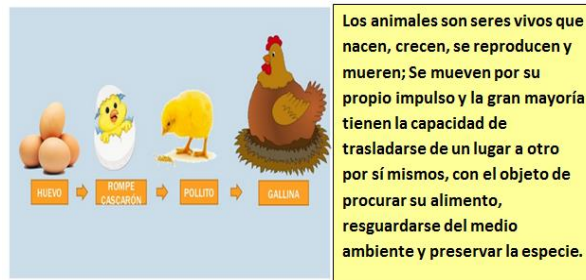 HUEVO
ROMPE
CASCARÓN
POLLITO
GALLINA
Los animales son seres vivos que
nacen, crecen, se reproducen y
mueren; Se mueven por su
propio impulso y la gran mayoría
tienen la capacidad de
trasladarse de un lugar a otro
por sí mismos, con el objeto de
procurar su alimento,
resguardarse del medio
ambiente y preservar la especie.